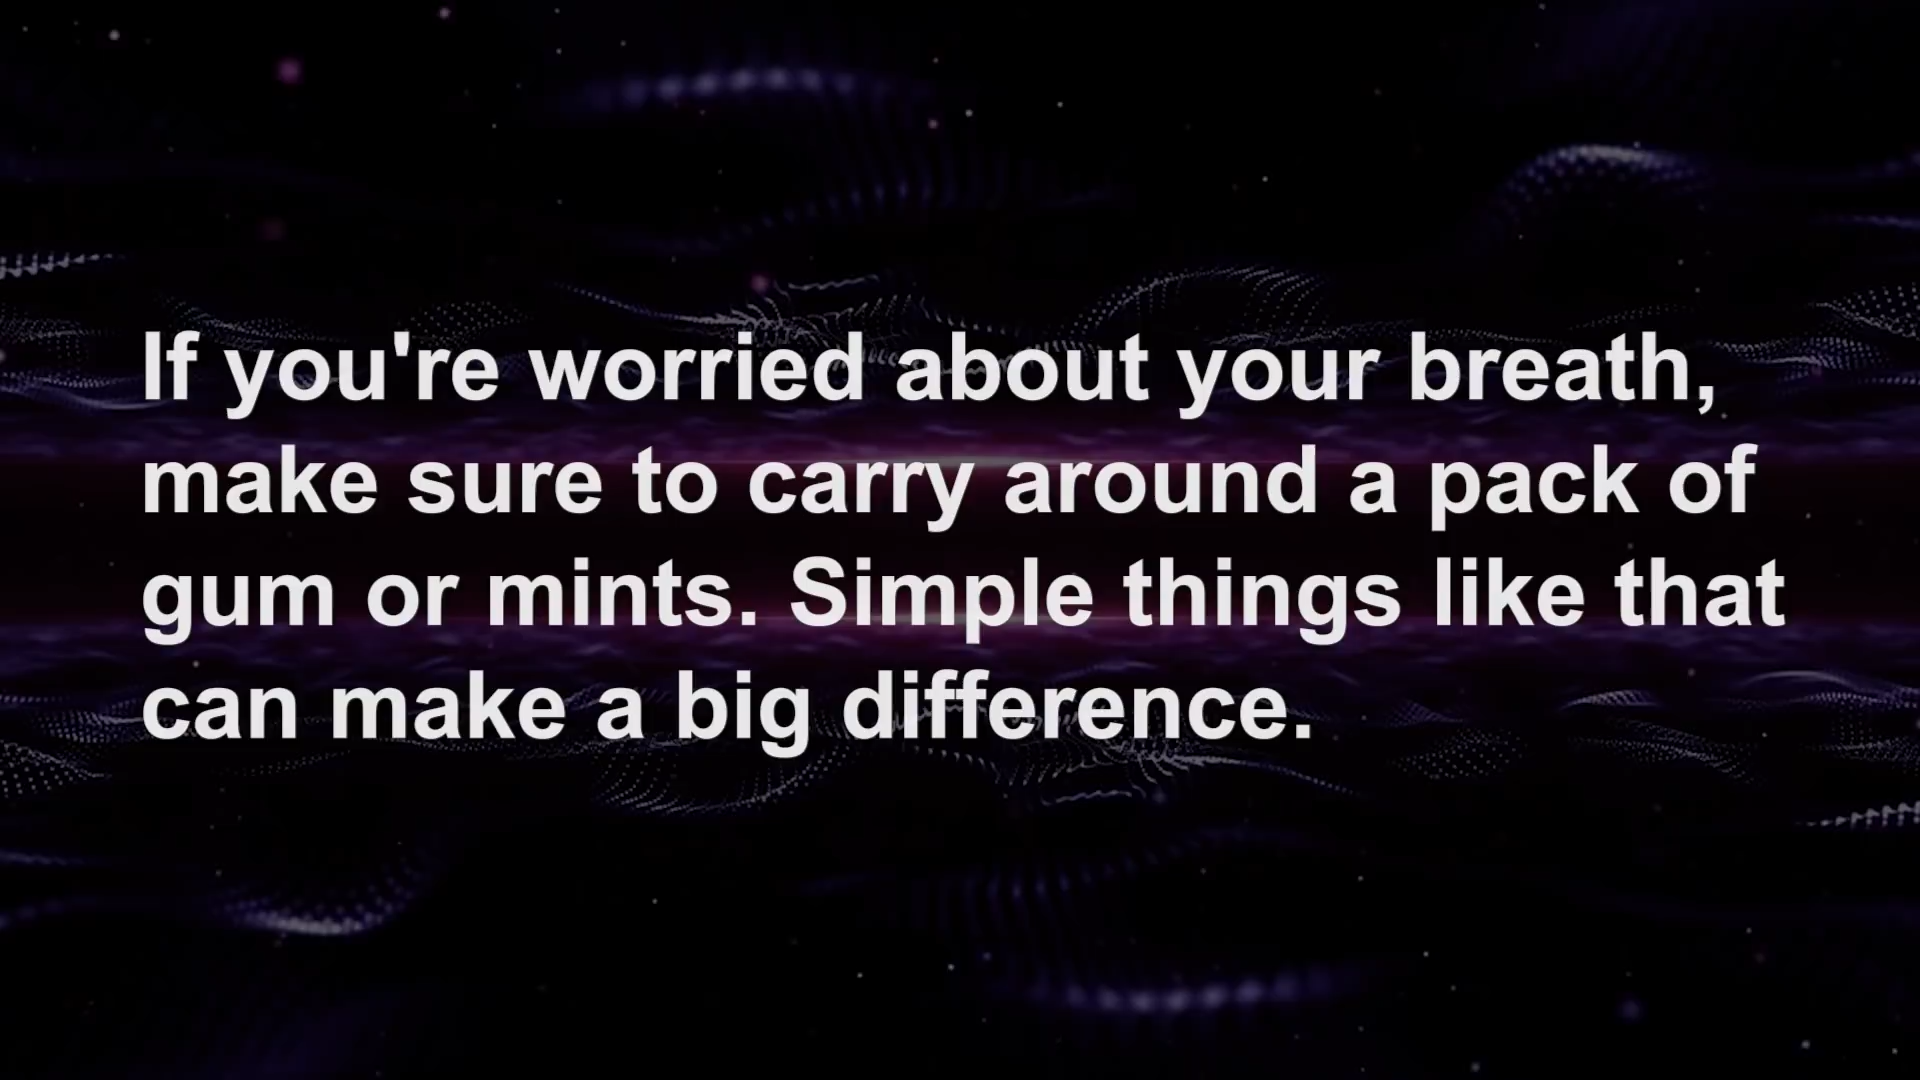 If you're worried about your breath,
make sure to carry around a pack of
gum or mints. Simple things like that
can make a big difference.